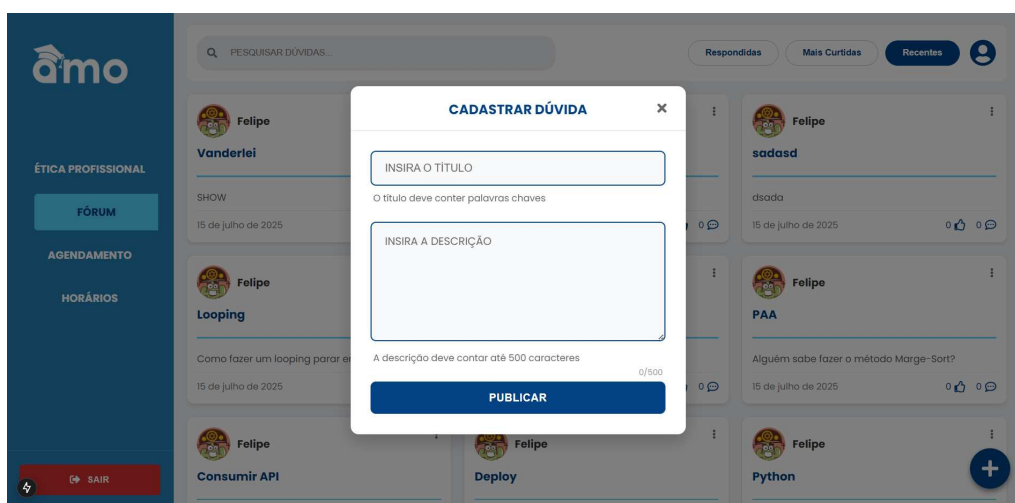 amo
ÉTICA PROFISSIONAL
FÓRUM
AGENDAMENTO
HORÁRIOS
SAIR
PESQUISAR DÚVIDAS...
Respondidas
Mais Curtidas
Recentes
CADASTRAR DÚVIDA
INSIRA O TÍTULO
O título deve conter palavras chaves
INSIRA A DESCRIÇÃO
A descrição deve contar até 500 caracteres
0/500
PUBLICAR
Felipe
Vanderlei
SHOW
15 de julho de 2025
0
Felipe
sadasd
dsada
15 de julho de 2025
0 0
Felipe
Looping
Como fazer um looping parar
15 de julho de 2025
0
Felipe
PAA
Alguém sabe fazer o método Marge-Sort?
15 de julho de 2025
0 0
Felipe
Consumir API
Felipe
Deploy
Felipe
Python